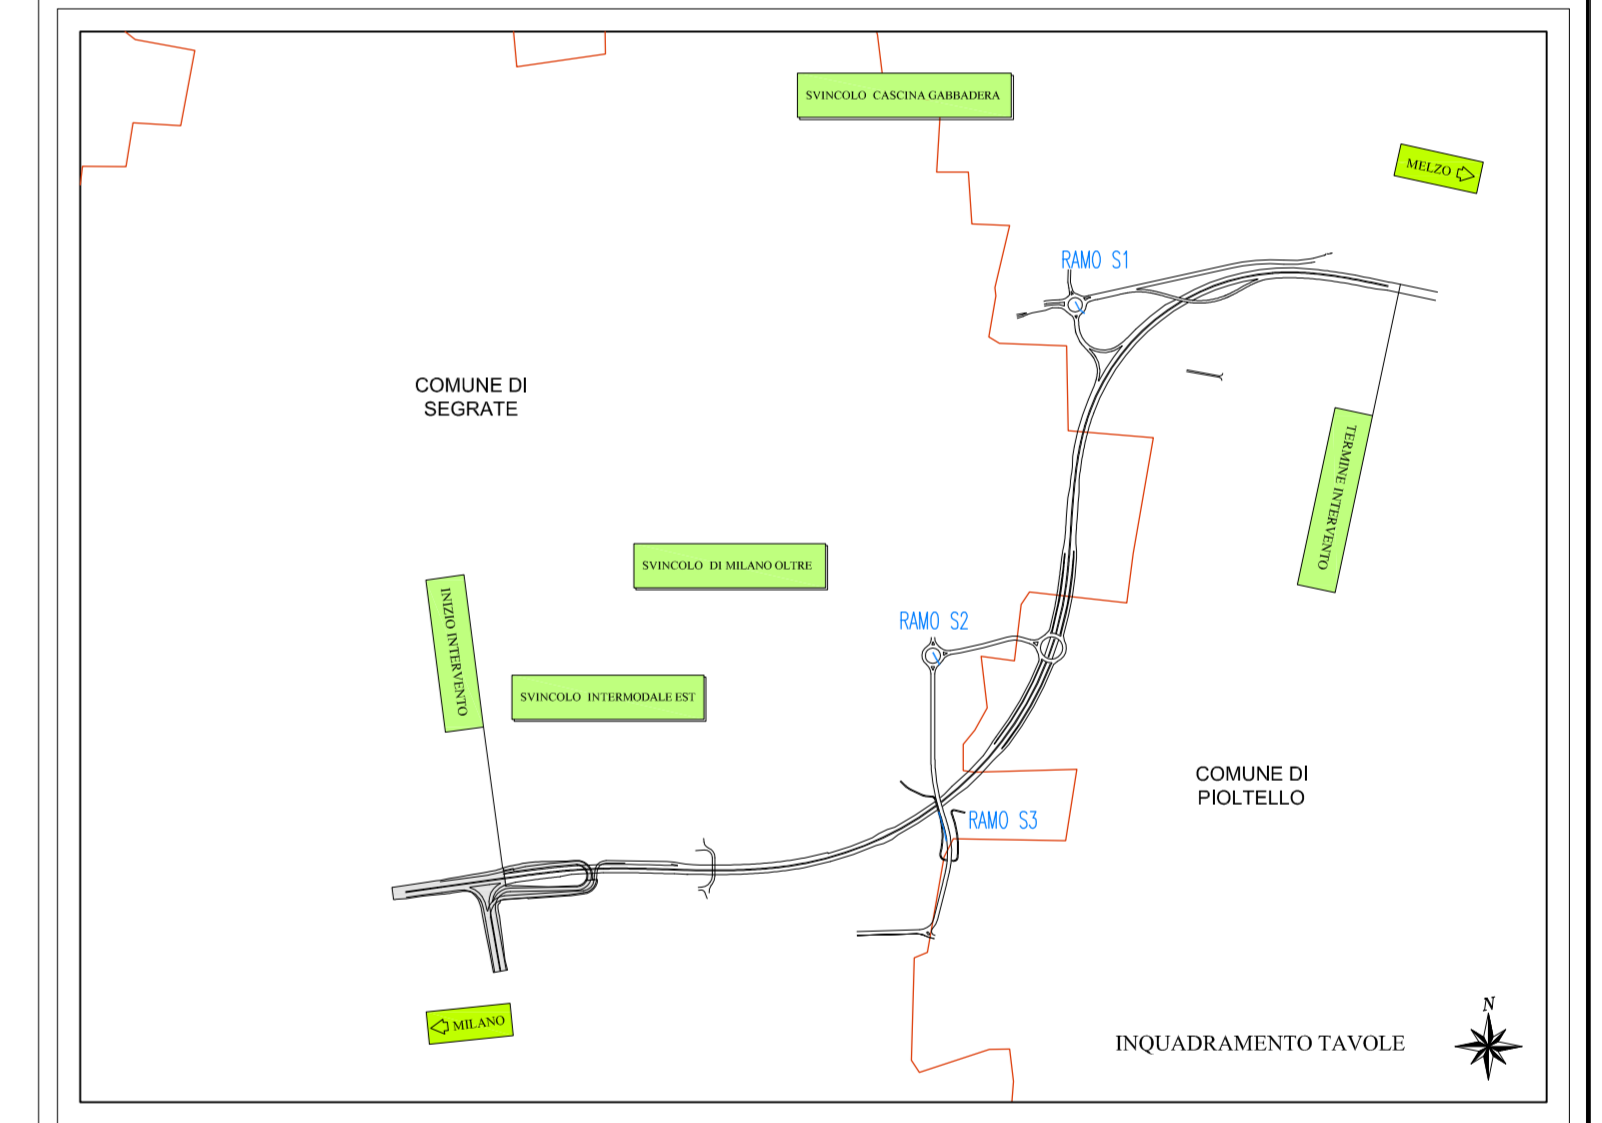 SVINCOLO CASCINA GABBADERA
MELZO
RAMO S1
COMUNE DI
SEGRATE
TERMINE INTERVENTO
SVINCOLO DI MILANO OLTRE
INIZIO INTERVENTO
RAMO S2
SVINCOLO INTERMODALE EST
COMUNE DI
PIOLTELLO
RAMO S3
MILANO
N
INQUADRAMENTO TAVOLE